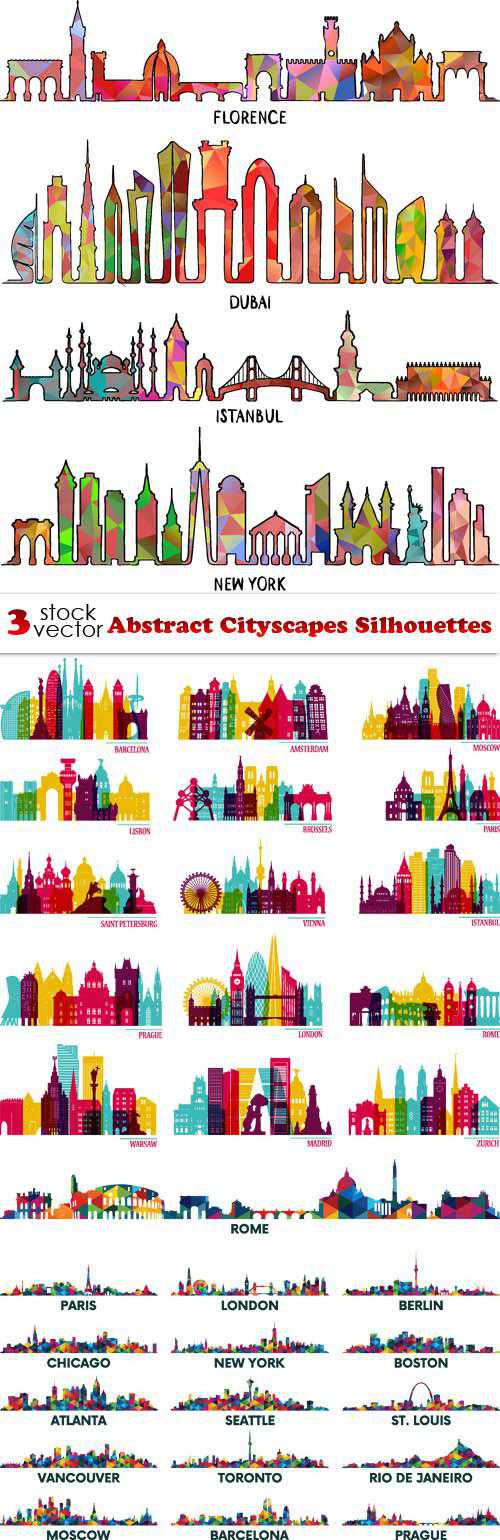 FLORENCE
DUBAI
ISTANBUL
NEW YORK
3 stock vector Abstract Cityscapes Silhouettes
BARCELONA
AMSTERDAM
MOSCOW
LISBON
BRUSSELS
PARIS
SAINT PETERSBURG
VIENNA
ISTANBUL
PRAGUE
LONDON
ROME
WARSAW
MADRID
ZURICH
ROME
PARIS
LONDON
BERLIN
CHICAGO
NEW YORK
BOSTON
ATLANTA
SEATTLE
ST. LOUIS
VANCOUVER
TORONTO
RIO DE JANEIRO
MOSCOW
BARCELONA
PRAGUE